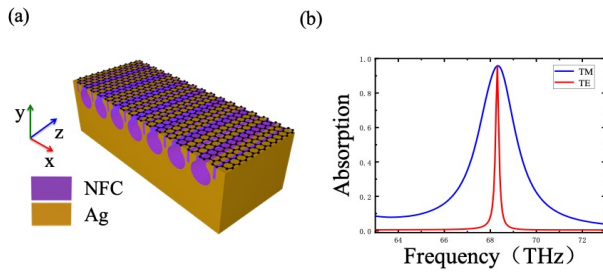 (a)
y
z
x
NFC
Ag
(b)
Absorption
1.0
0.8
0.6
0.4
0.2
0.0
TM
TE
64 66 68 70 72
Frequency（THz）